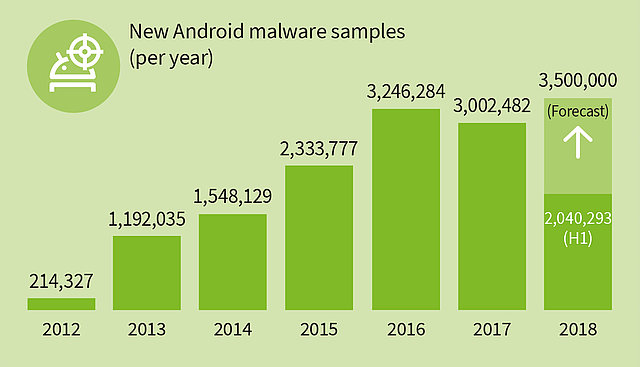 New Android malware samples
(per year)
3,500,000
3,246,284
3,002,482
(Forecast)
2,333,777
1,548,129
1,192,035
2,040,293
(H1)
214,327
2012 2013 2014 2015 2016 2017 2018